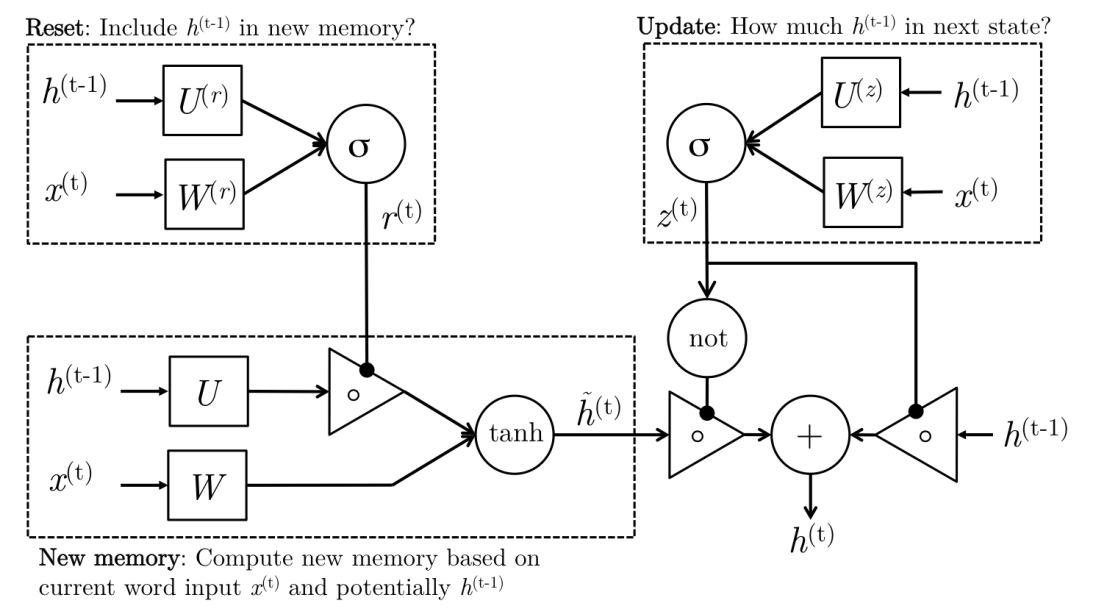 Reset: Include h(t-1) in new memory?
Update: How much h(t-1) in next state?
h(t-1)
U(r)
σ
x(t)
W(r)
r(t)
U(z)
h(t-1)
σ
W(z)
x(t)
z(t)
not
h(t-1)
U
∘
x(t)
W
tanh
h̃(t)
∘
+
∘
h(t-1)
h(t)
New memory: Compute new memory based on
current word input x(t) and potentially h(t-1)